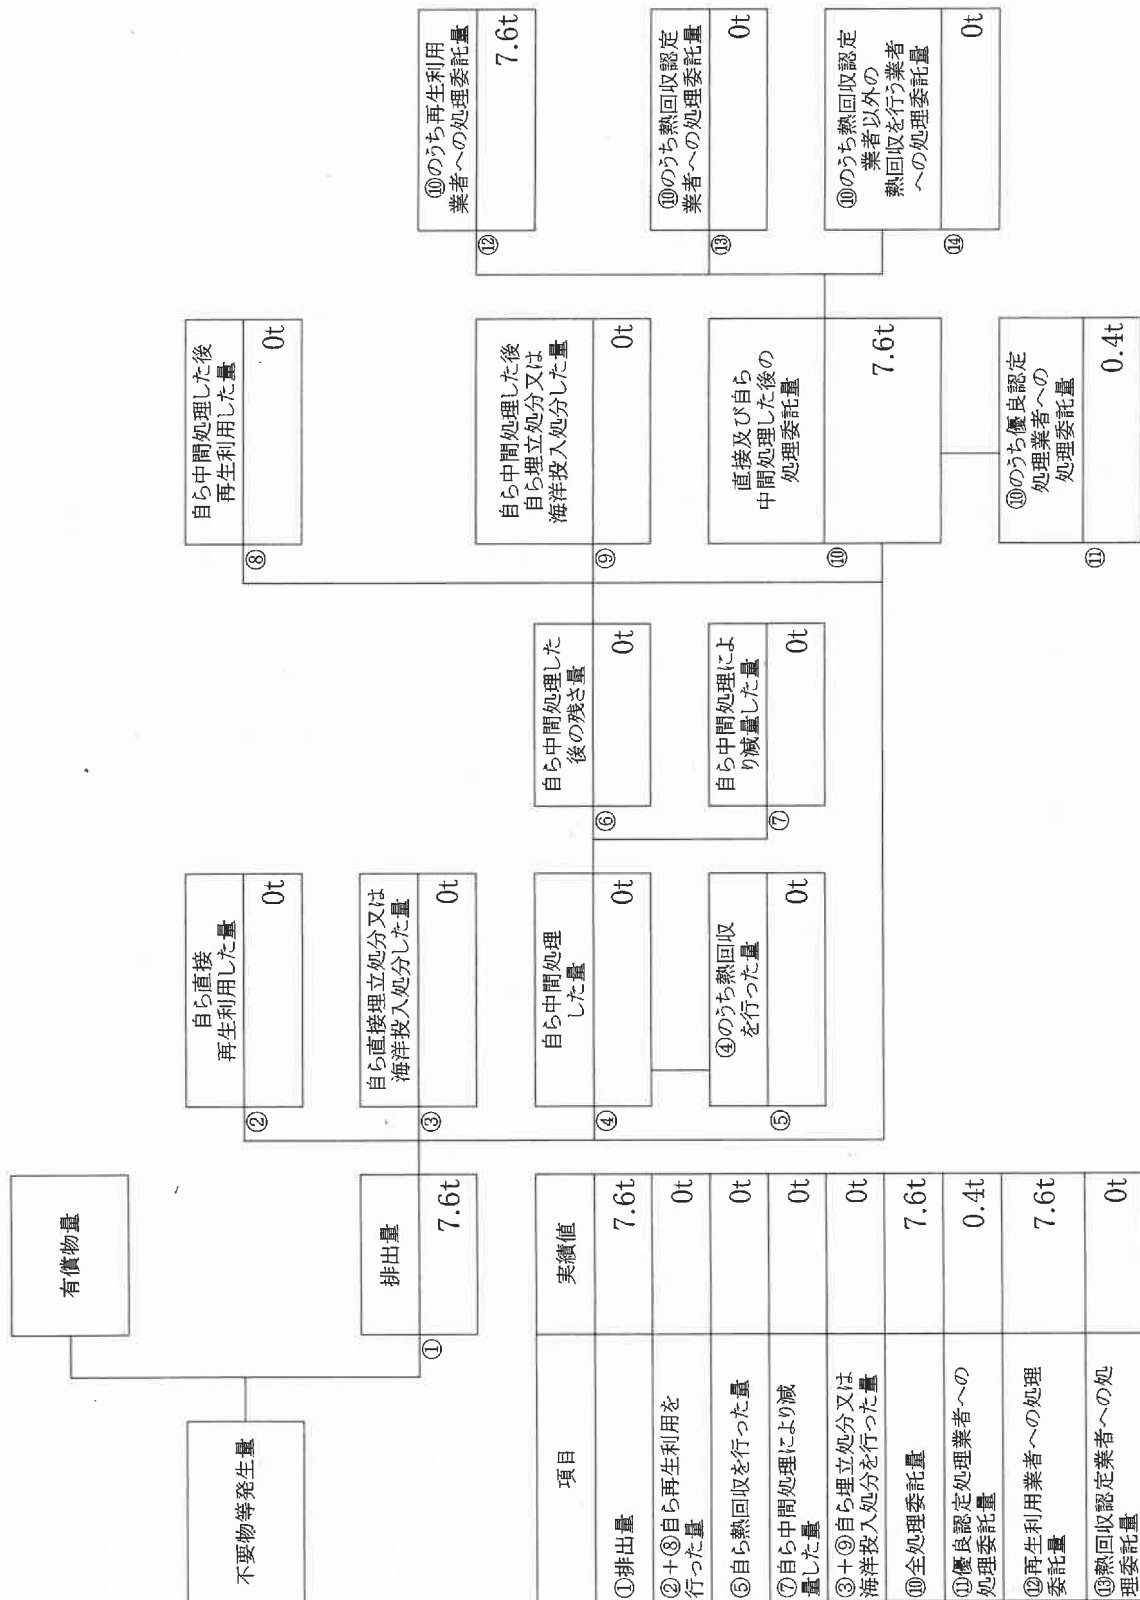 不要物等発生量
有償物量
①
排出量
7.6t
②
自ら直接
再生利用した量
0t
③
自ら直接埋立処分又は
海洋投入処分した量
0t
④
自ら中間処理
した量
0t
⑤
④のうち熱回収
を行った量
0t
⑥
自ら中間処理した
後の残さ量
0t
⑦
自ら中間処理によ
り減量した量
0t
⑧
自ら中間処理した後
再生利用した量
0t
⑨
自ら中間処理した後
自ら埋立処分又は
海洋投入処分した量
0t
⑩
直接及び自ら
中間処理した後の
処理委託量
7.6t
⑪
⑩のうち優良認定
処理業者への
処理委託量
0.4t
⑫
⑩のうち再生利用
業者への処理委託量
7.6t
⑬
⑩のうち熱回収認定
業者への処理委託量
0t
⑭
⑩のうち熱回収認定
業者以外の
熱回収を行う業者
への処理委託量
0t
項目 実績値
①排出量 7.6t
②+⑧自ら再生利用を
行った量 0t
⑤自ら熱回収を行った量 0t
⑦自ら中間処理により減
量した量 0t
③+⑨自ら埋立処分又は
海洋投入処分を行った量 0t
⑩全処理委託量 7.6t
⑪優良認定処理業者への
処理委託量 0.4t
⑫再生利用業者への処理
委託量 7.6t
⑬熱回収認定業者への処
理委託量 0t